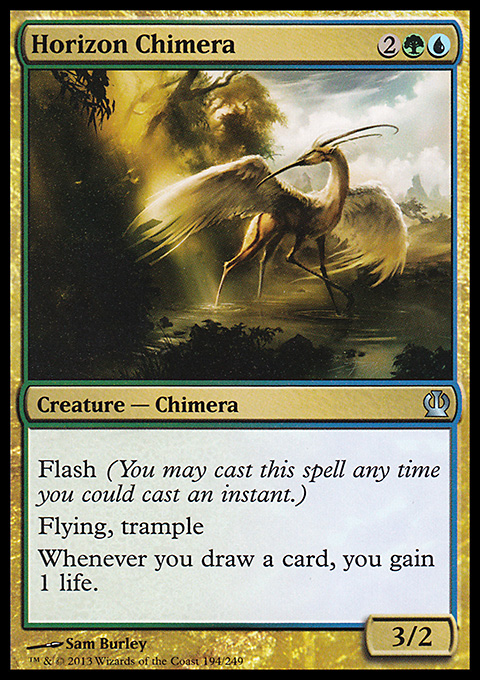 Horizon Chimera 2
Creature — Chimera
Flash (You may cast this spell any time
you could cast an instant.)
Flying, trample
Whenever you draw a card, you gain
1 life.
3/2
Sam Burley
™ & © 2013 Wizards of the Coast 194/249